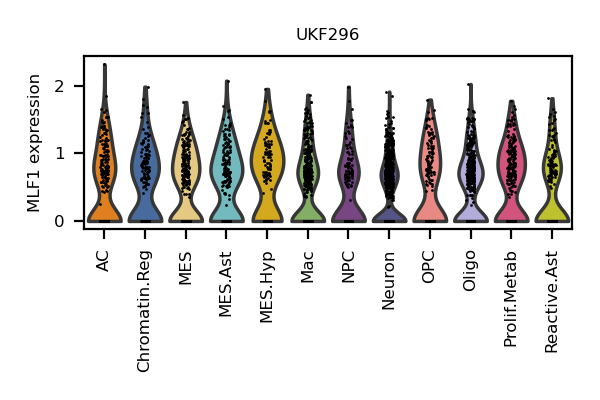 UKF296
MLF1 expression
2
1
0
AC
Chromatin.Reg
MES
MES.Ast
MES.Hyp
Mac
NPC
Neuron
OPC
Oligo
Prolif.Metab
Reactive.Ast